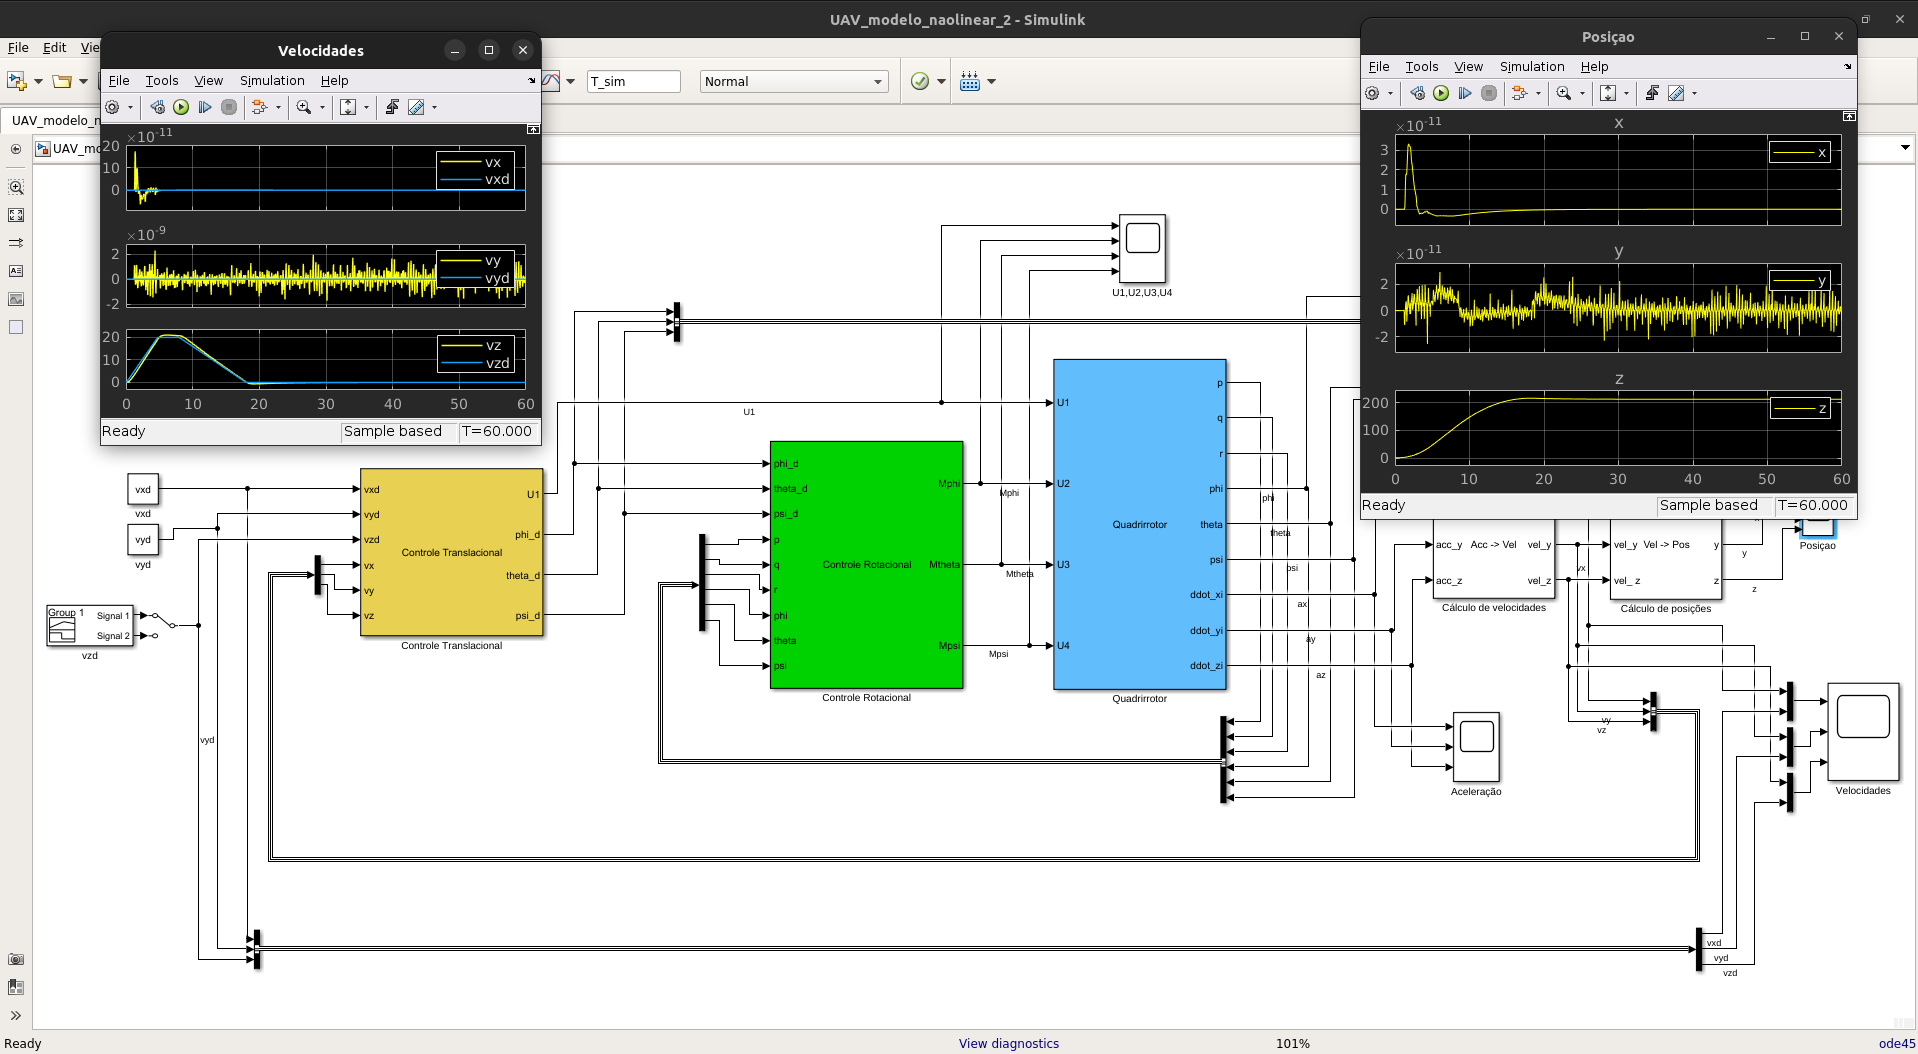 UAV_modelo_naolinear_2 - Simulink
File Edit Vie
T_sim
Normal
UAV_modelo_n
UAV_mo
Velocidades
File Tools View Simulation Help
×10⁻¹¹
20
10
0
vx
vxd
×10⁻⁹
2
0
-2
vy
vyd
20
10
0
vz
vzd
0 10 20 30 40 50 60
Ready Sample based T=60.000
Posiçao
File Tools View Simulation Help
×10⁻¹¹
x
3
2
1
0
x
×10⁻¹¹
y
2
0
-2
y
z
200
100
0
z
0 10 20 30 40 50 60
Ready Sample based T=60.000
U1,U2,U3,U4
U1
vxd
vxd
vyd
vyd
Group 1
Signal 1
Signal 2
vzd
vxd
vyd
vzd
vx
vy
vz
Controle Translacional
U1
phi_d
theta_d
psi_d
Controle Translacional
phi_d
theta_d
psi_d
p
q
r
phi
theta
psi
Controle Rotacional
Mphi
Mtheta
Mpsi
Controle Rotacional
Mphi
Mtheta
Mpsi
U1
U2
U3
U4
Quadrirrotor
p
q
r
phi
theta
psi
ddot_xi
ddot_yi
ddot_zi
Quadrirrotor
phi
theta
psi
ax
ay
az
acc_y Acc -> Vel vel_y
acc_z vel_z
Cálculo de velocidades
vx
vel_y Vel -> Pos y
vel_ z z
Cálculo de posições
y
z
Posiçao
vy
vz
Aceleração
Velocidades
vyd
vxd
vyd
vzd
Ready View diagnostics 101% ode45